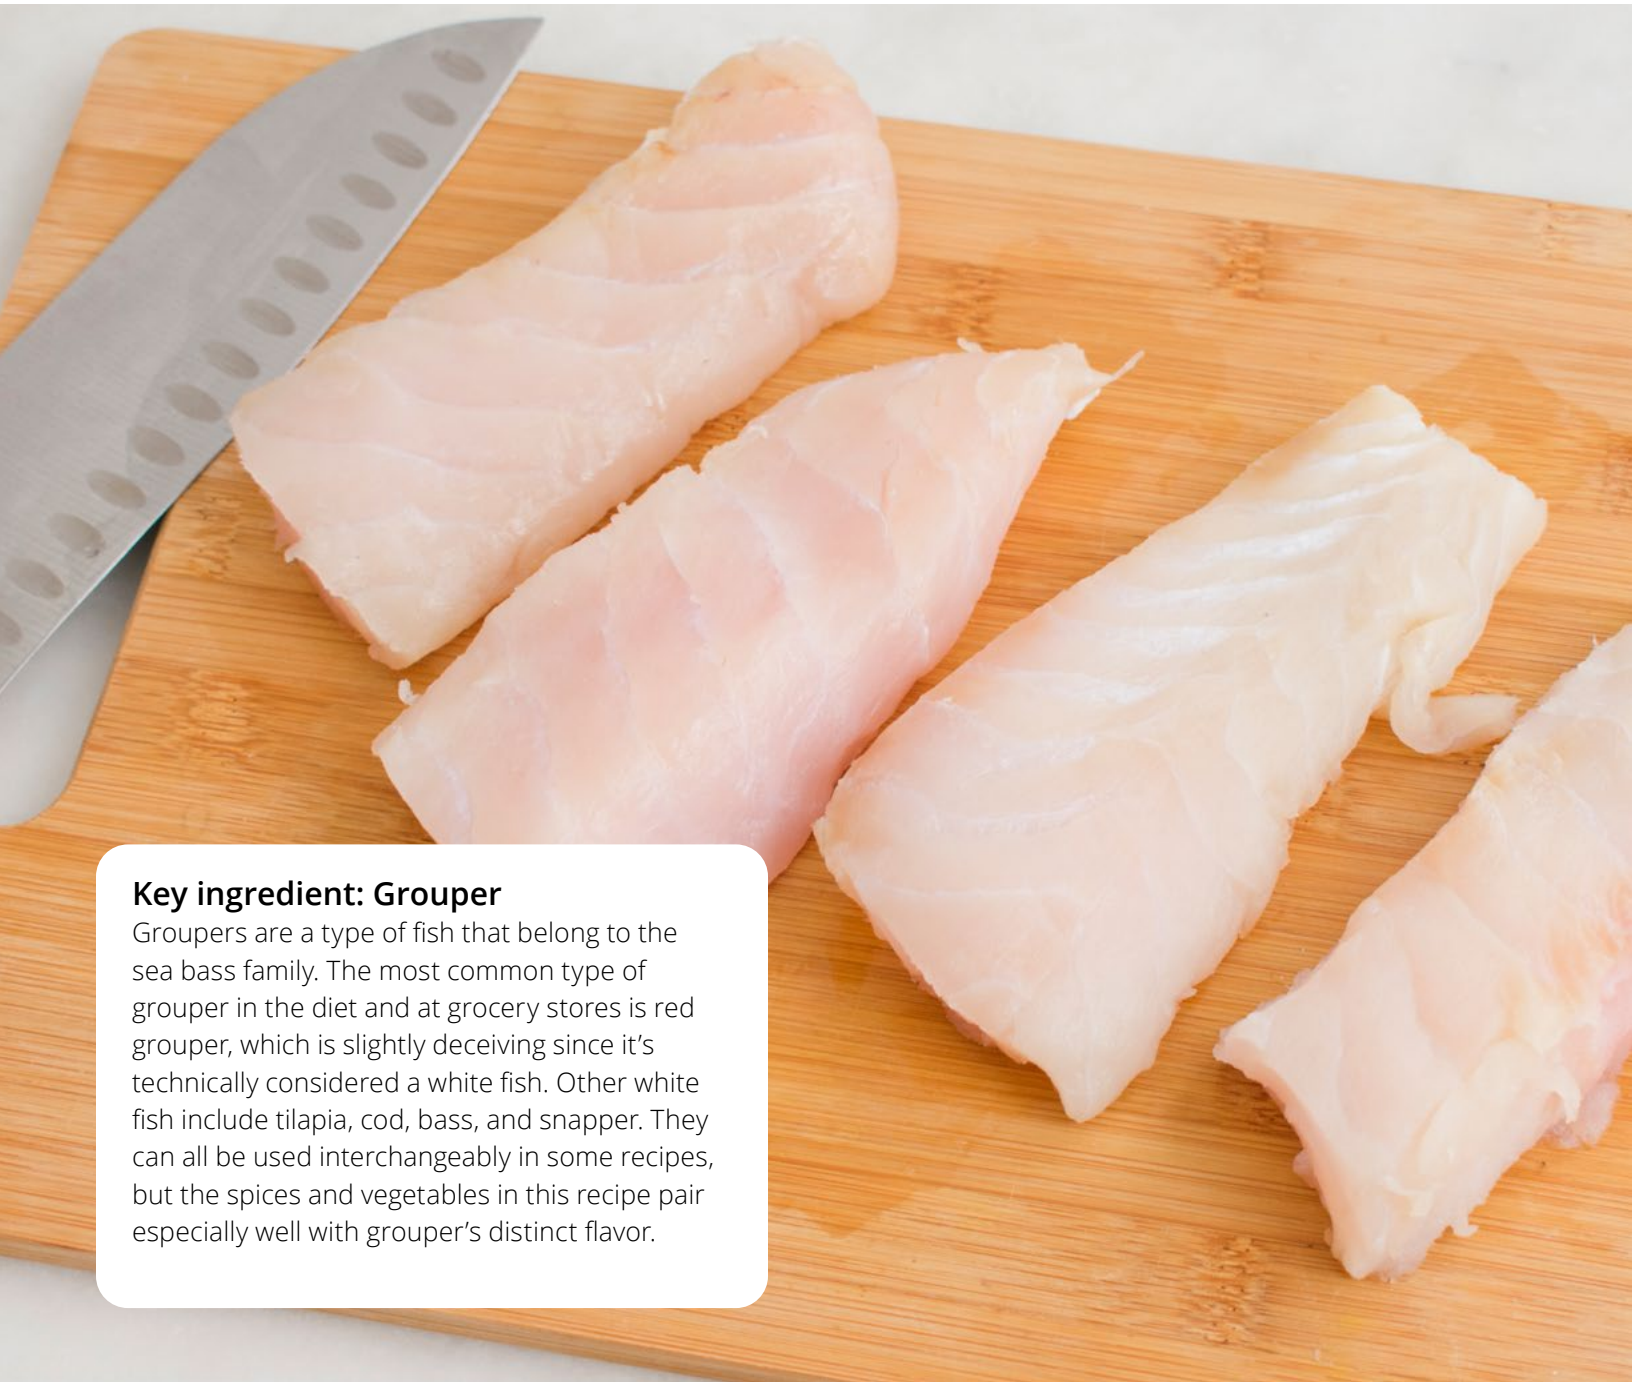 Key ingredient: Grouper
Groupers are a type of fish that belong to the
sea bass family. The most common type of
grouper in the diet and at grocery stores is red
grouper, which is slightly deceiving since it’s
technically considered a white fish. Other white
fish include tilapia, cod, bass, and snapper. They
can all be used interchangeably in some recipes,
but the spices and vegetables in this recipe pair
especially well with grouper’s distinct flavor.